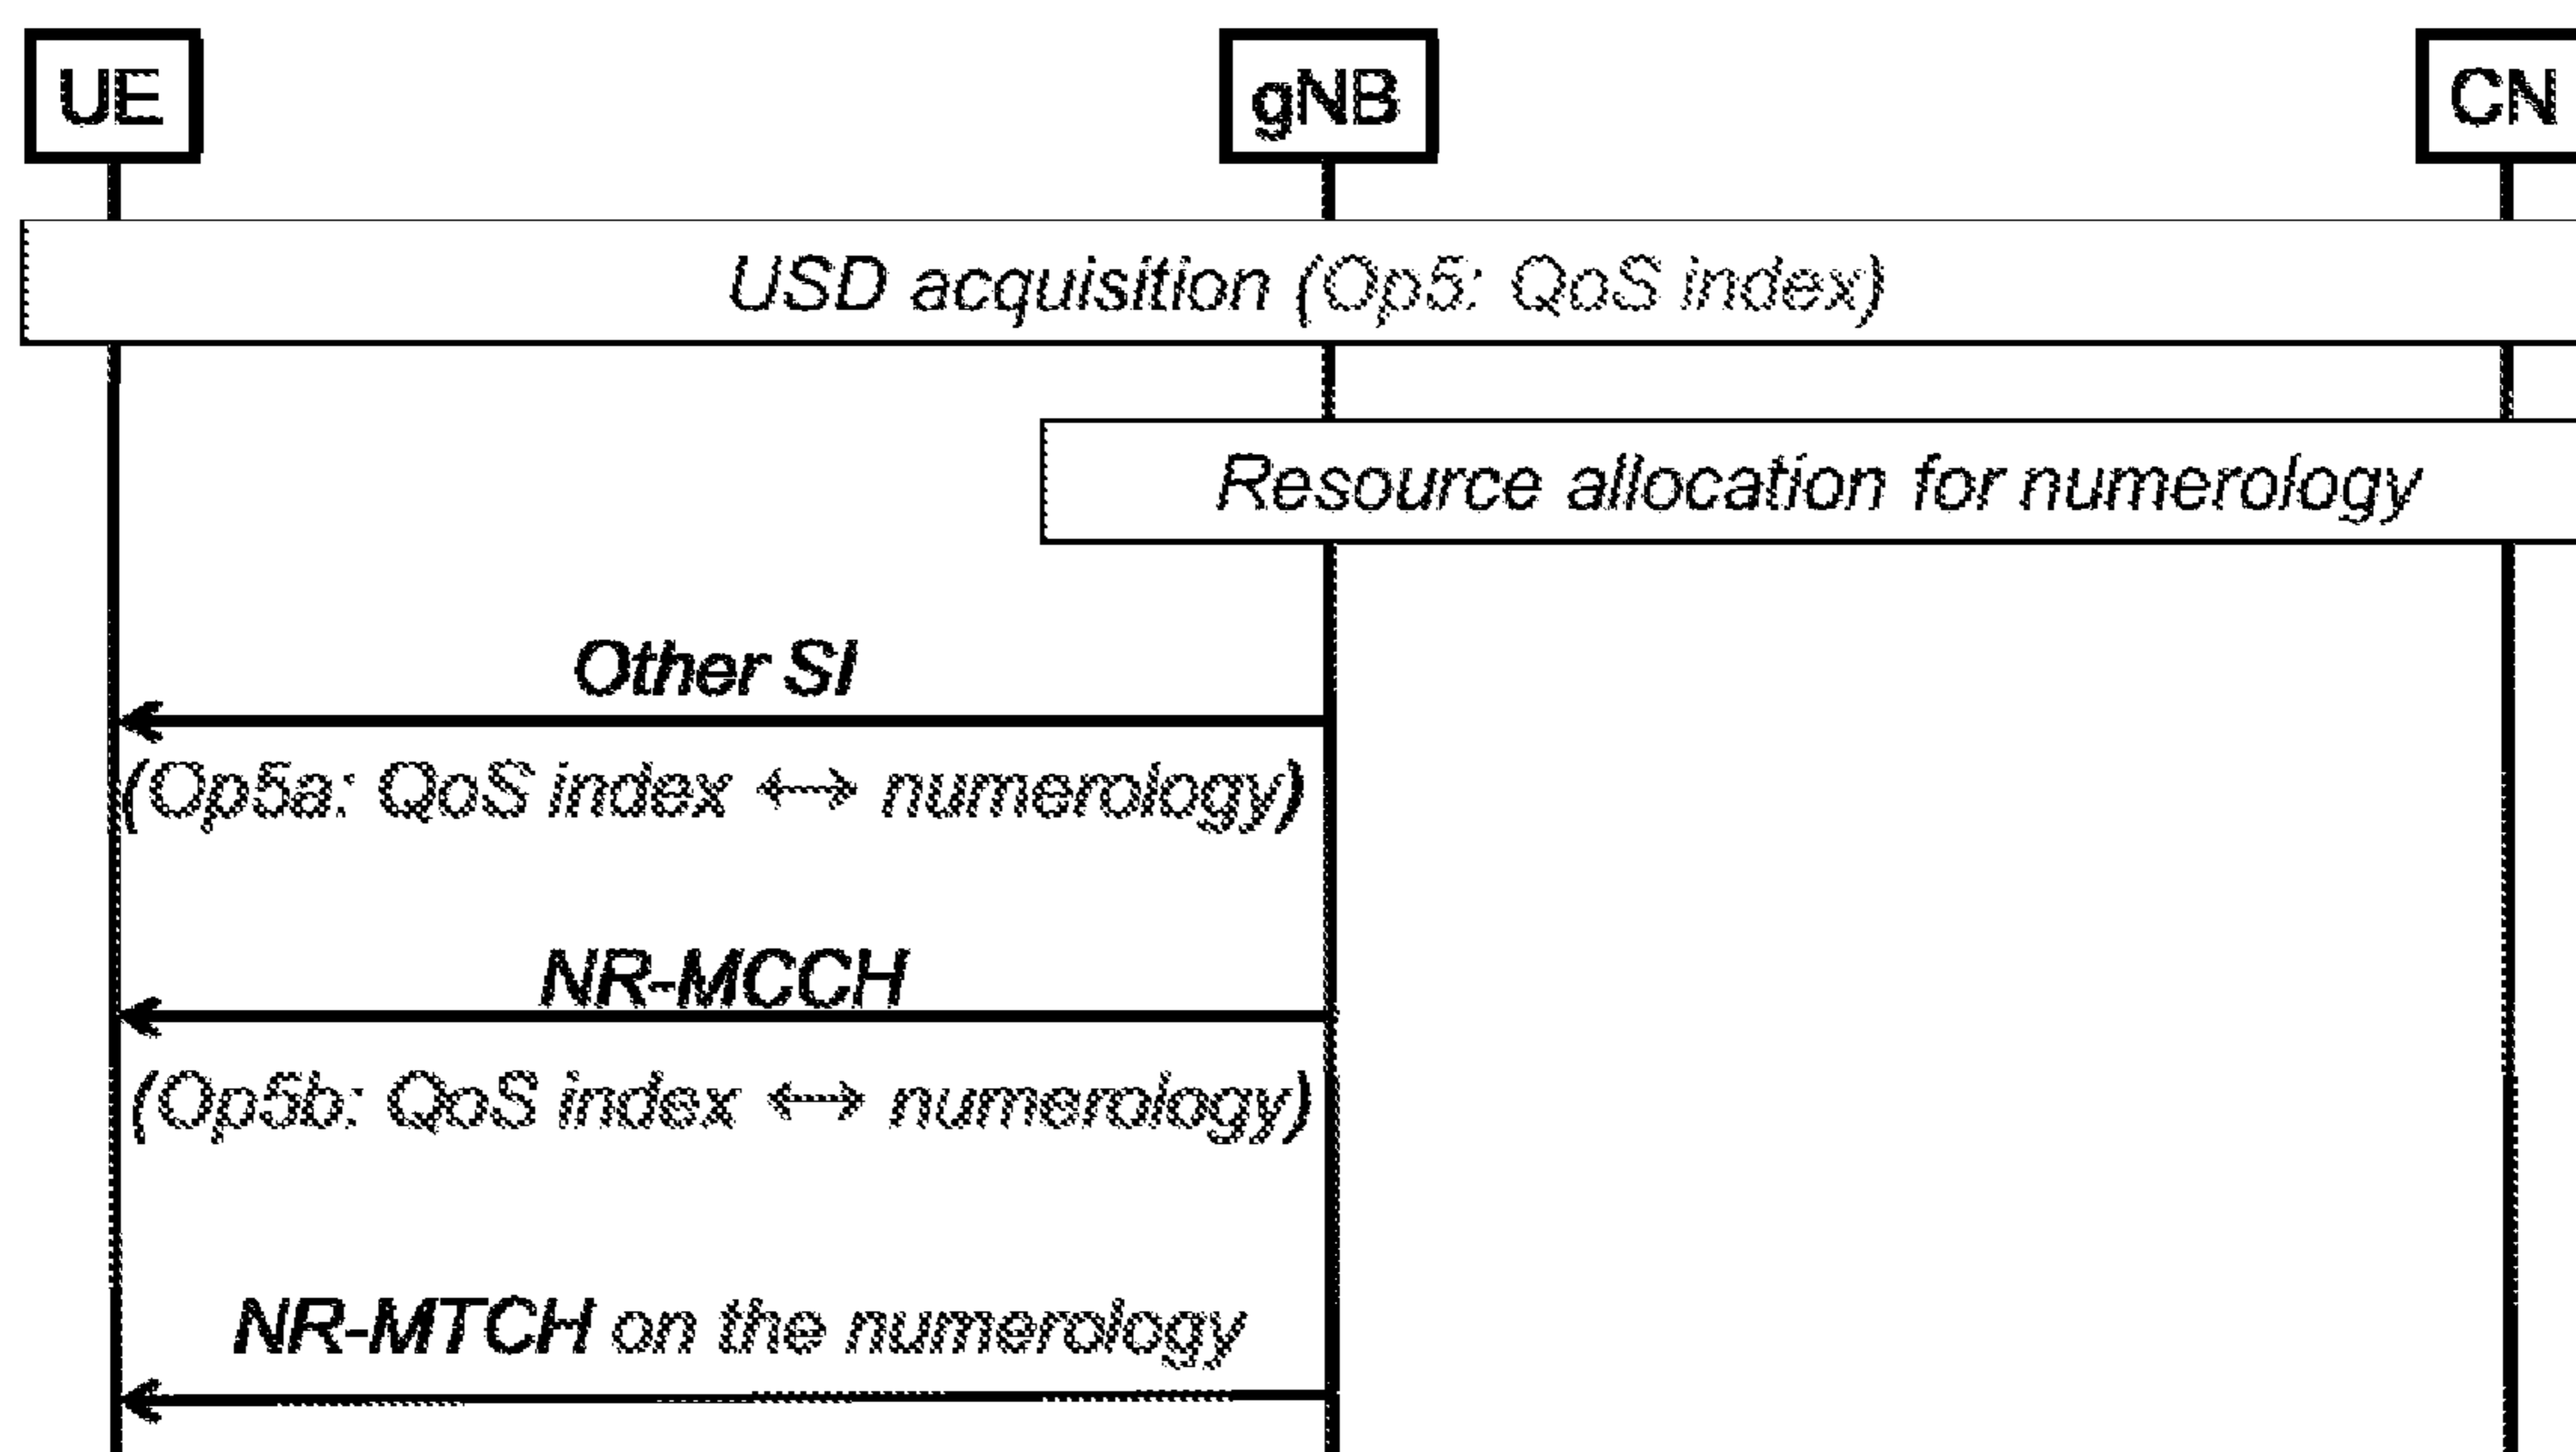 UE
gNB
CN
USD acquisition (Op5: QoS index)
Resource allocation for numerology
Other SI
(Op5a: QoS index ↔ numerology)
NR-MCCH
(Op5b: QoS index ↔ numerology)
NR-MTCH on the numerology